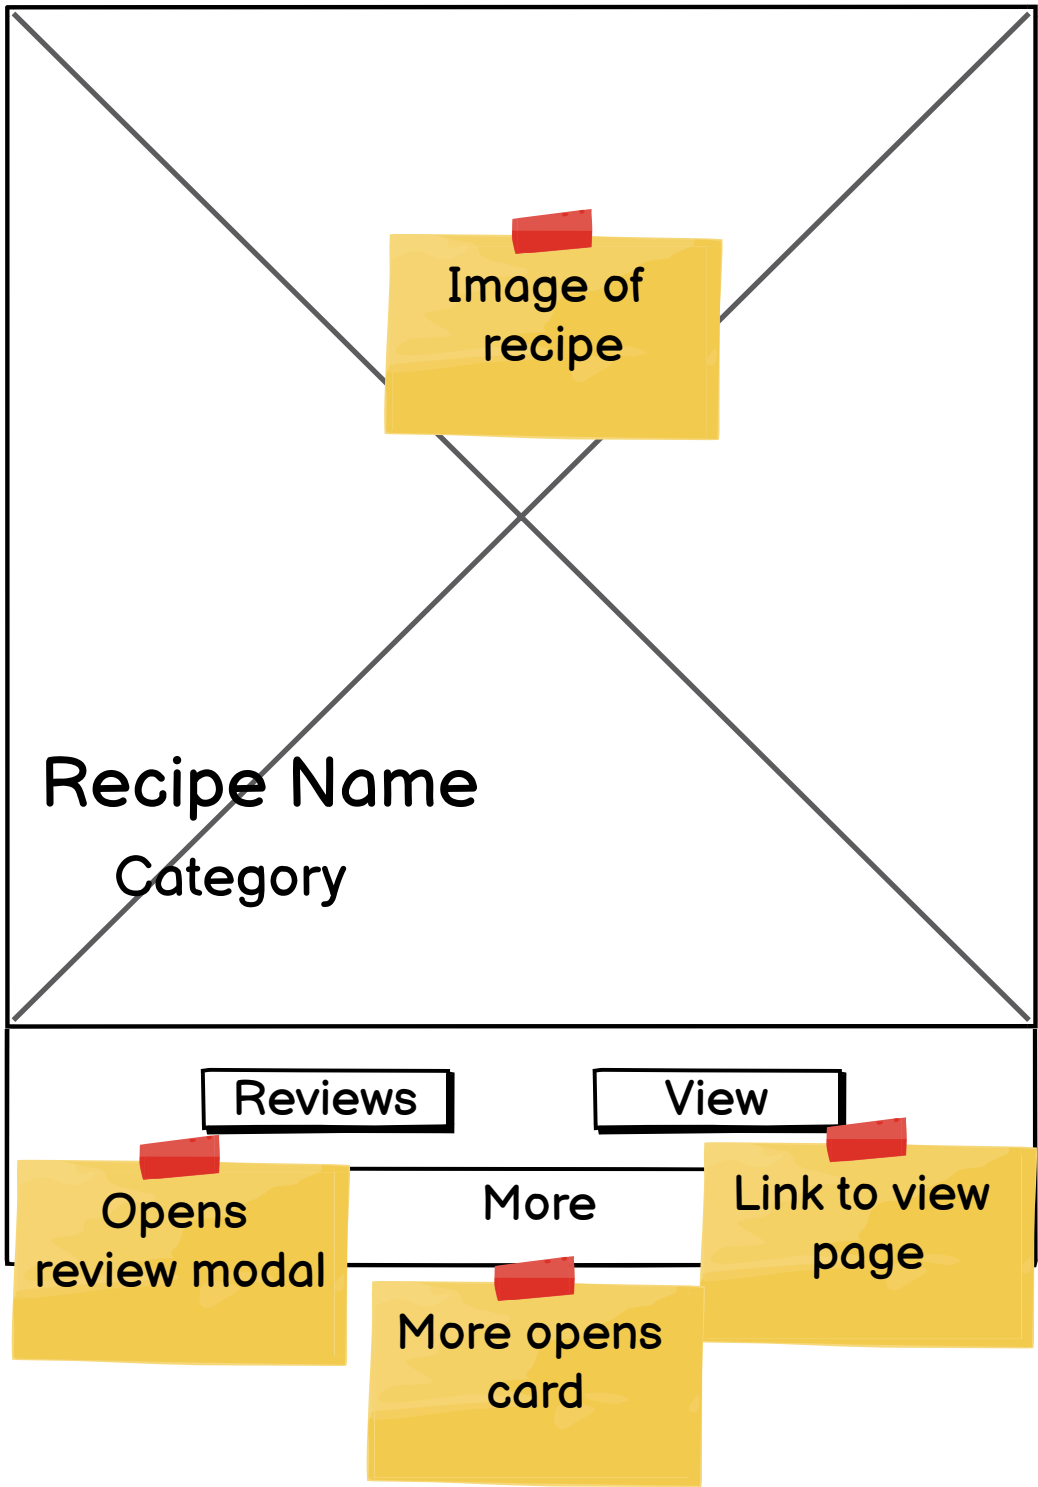 Image of
recipe
Recipe Name
Category
Reviews
View
Opens
review modal
More
Link to view
page
More opens
card